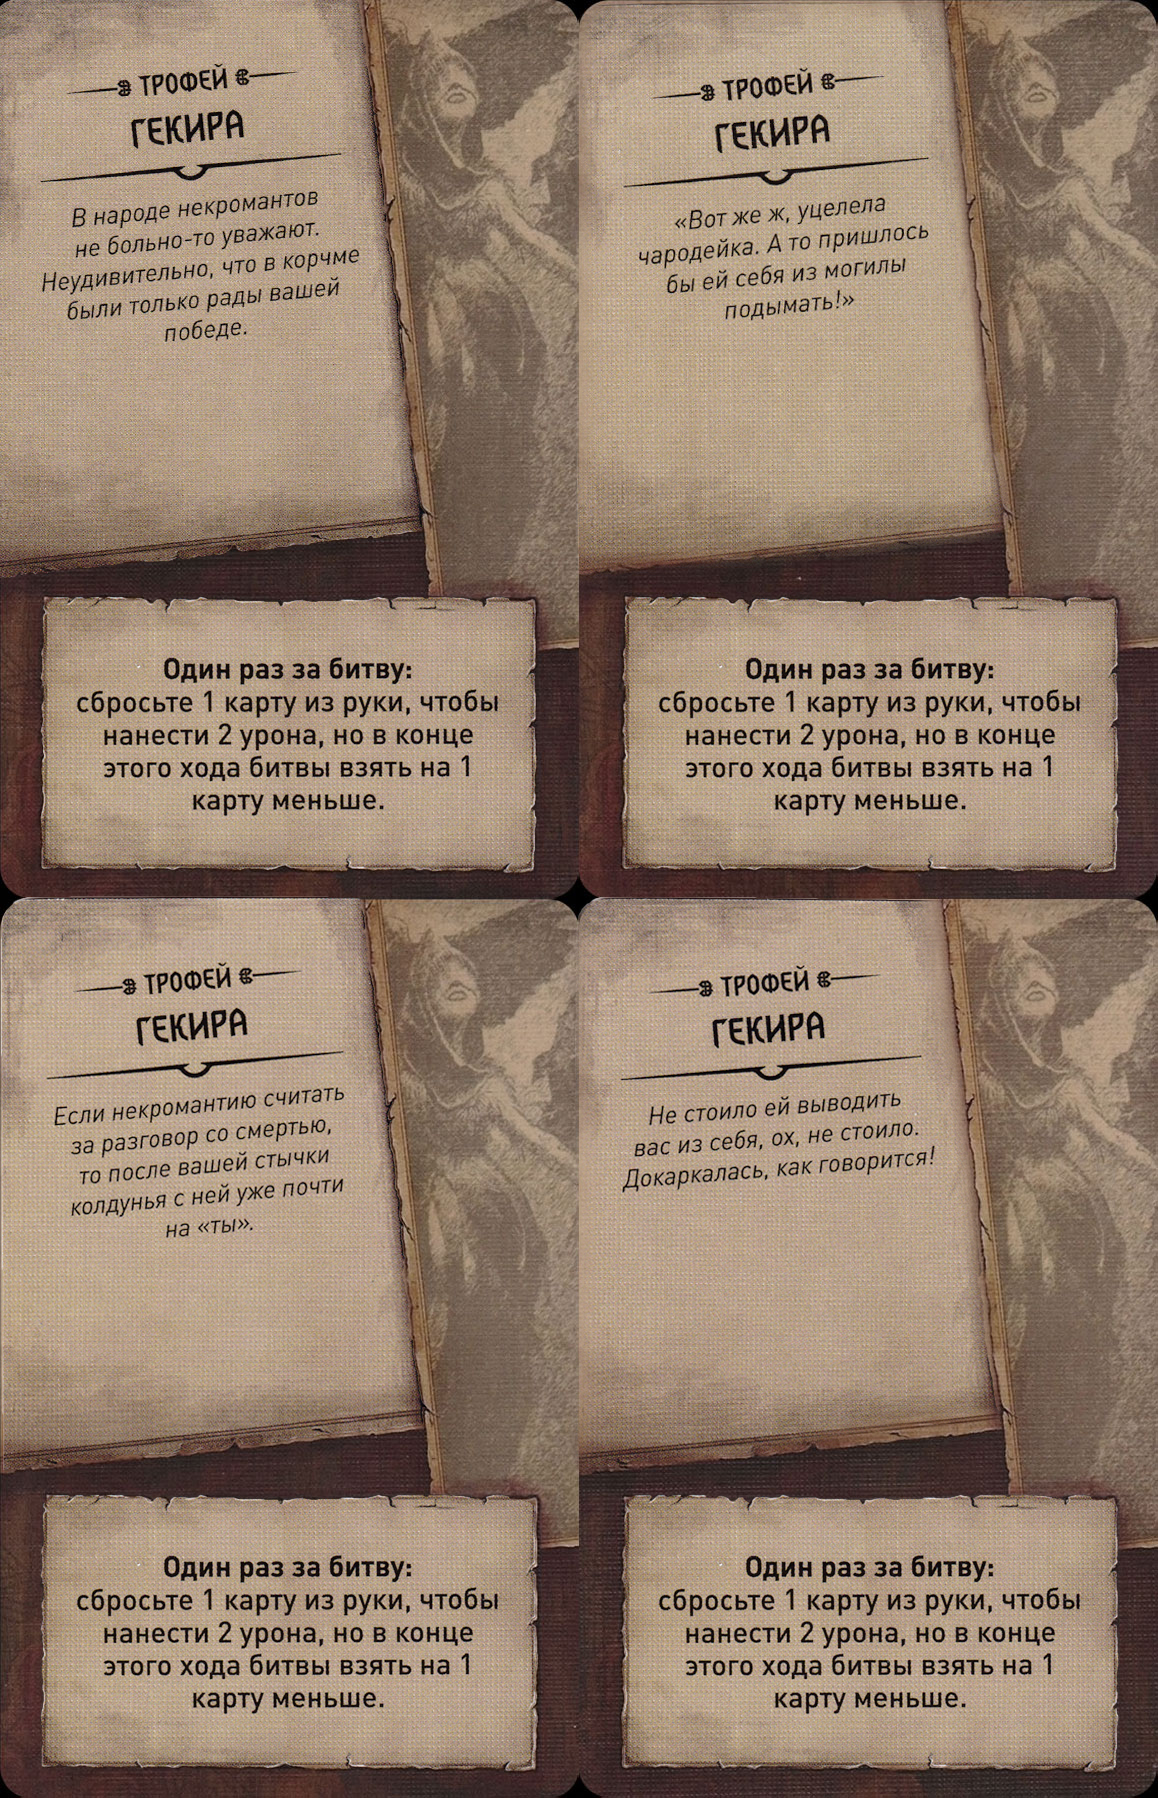 ТРОФЕЙ
ГЕКИРА
В народе некромантов
не больно-то уважают.
Неудивительно, что в корчме
были только рады вашей
победе.
Один раз за битву:
сбросьте 1 карту из руки, чтобы
нанести 2 урона, но в конце
этого хода битвы взять на 1
карту меньше.
ТРОФЕЙ
ГЕКИРА
«Вот же ж, уцелела
чародейка. А то пришлось
бы ей себя из могилы
подымать!»
Один раз за битву:
сбросьте 1 карту из руки, чтобы
нанести 2 урона, но в конце
этого хода битвы взять на 1
карту меньше.
ТРОФЕЙ
ГЕКИРА
Если некромантию считать
за разговор со смертью,
то после вашей стычки
колдунья с ней уже почти
на «ты».
Один раз за битву:
сбросьте 1 карту из руки, чтобы
нанести 2 урона, но в конце
этого хода битвы взять на 1
карту меньше.
ТРОФЕЙ
ГЕКИРА
Не стоило ей выводить
вас из себя, ох, не стоило.
Докаркалась, как говорится!
Один раз за битву:
сбросьте 1 карту из руки, чтобы
нанести 2 урона, но в конце
этого хода битвы взять на 1
карту меньше.